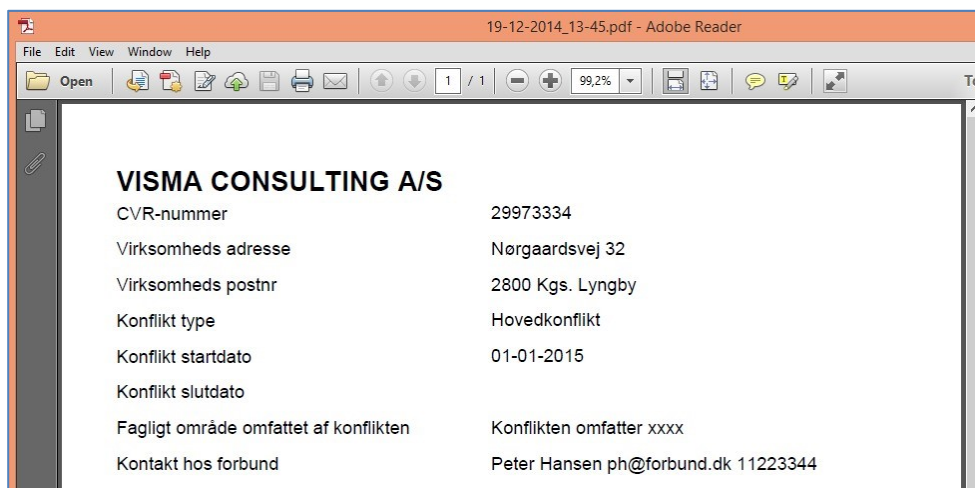 19-12-2014_13-45.pdf - Adobe Reader
File Edit View Window Help
Open 1 / 1 99,2%
VISMA CONSULTING A/S
CVR-nummer 29973334
Virksomheds adresse Nørgaardsvej 32
Virksomheds postnr 2800 Kgs. Lyngby
Konflikt type Hovedkonflikt
Konflikt startdato 01-01-2015
Konflikt slutdato
Fagligt område omfattet af konflikten Konflikten omfatter xxxx
Kontakt hos forbund Peter Hansen ph@forbund.dk 11223344